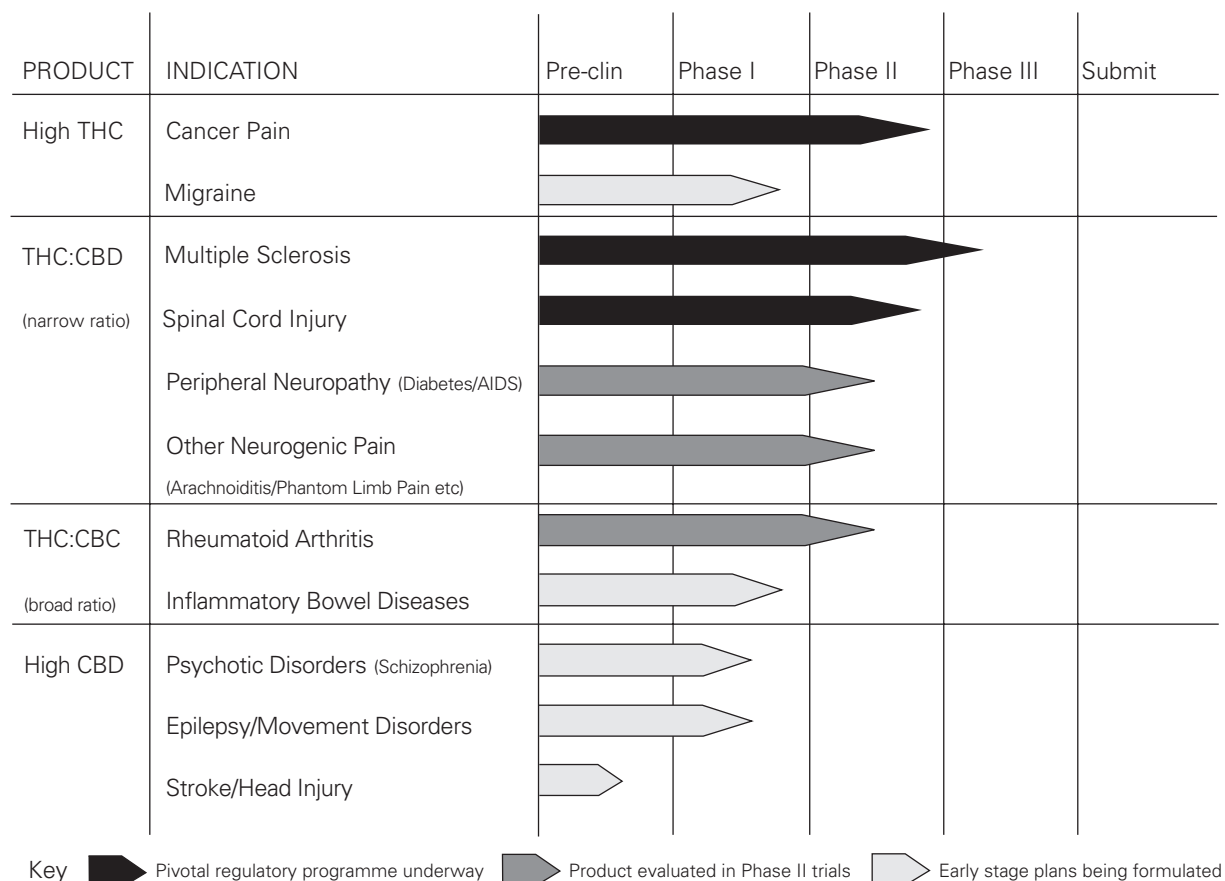 PRODUCT INDICATION Pre-clin Phase I Phase II Phase III Submit
High THC Cancer Pain
Migraine
THC:CBD Multiple Sclerosis
(narrow ratio) Spinal Cord Injury
Peripheral Neuropathy (Diabetes/AIDS)
Other Neurogenic Pain
(Arachnoiditis/Phantom Limb Pain etc)
THC:CBC Rheumatoid Arthritis
(broad ratio) Inflammatory Bowel Diseases
High CBD Psychotic Disorders (Schizophrenia)
Epilepsy/Movement Disorders
Stroke/Head Injury
Key Pivotal regulatory programme underway Product evaluated in Phase II trials Early stage plans being formulated